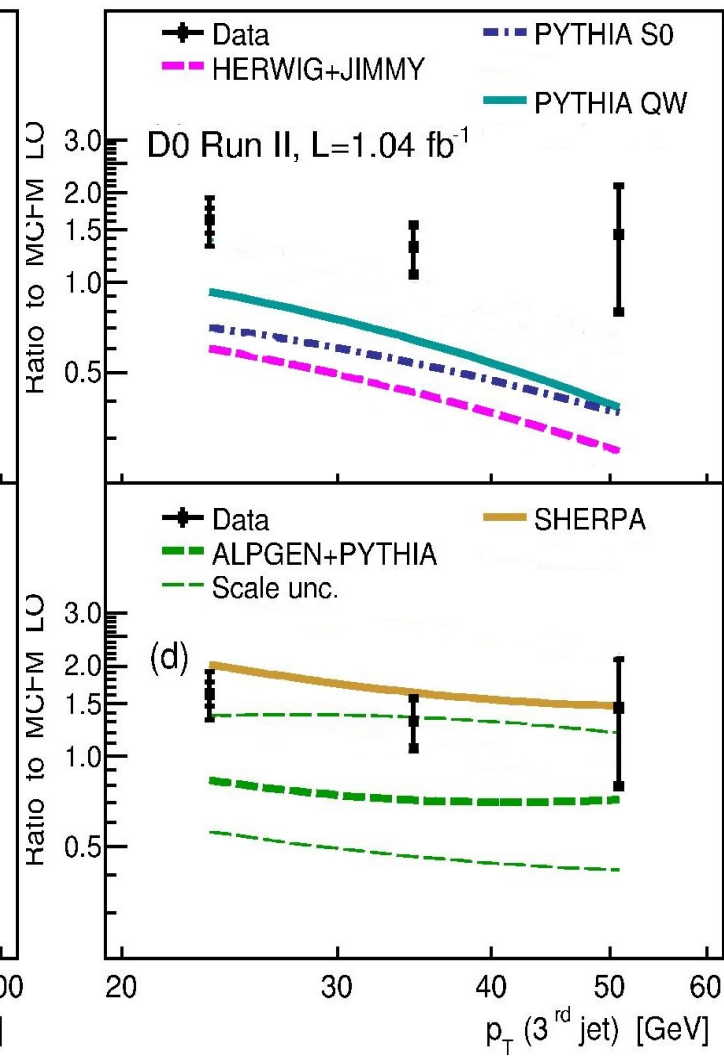 Data
PYTHIA S0
HERWIG+JIMMY
PYTHIA QW
D0 Run II, L=1.04 fb⁻¹
Ratio to MCFM LO
3.0
2.0
1.5
1.0
0.5
Data
SHERPA
ALPGEN+PYTHIA
Scale unc.
(d)
Ratio to MCFM LO
3.0
2.0
1.5
1.0
0.5
00 20 30 40 50 60
] p_T (3rd jet) [GeV]